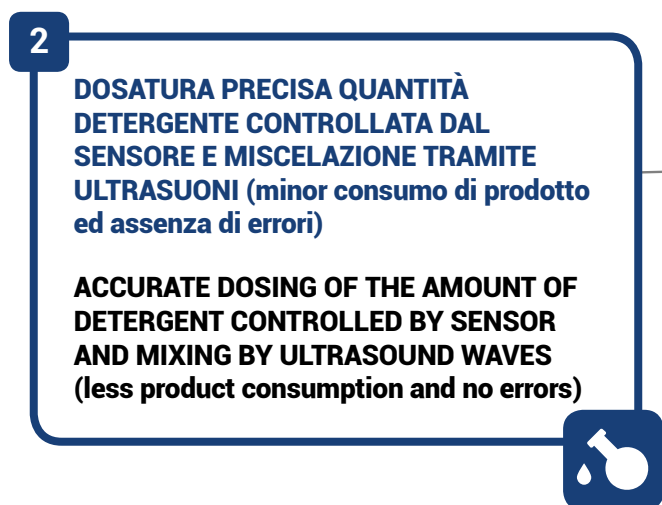 2
DOSATURA PRECISA QUANTITÀ
DETERGENTE CONTROLLATA DAL
SENSORE E MISCELAZIONE TRAMITE
ULTRASUONI (minor consumo di prodotto
ed assenza di errori)
ACCURATE DOSING OF THE AMOUNT OF
DETERGENT CONTROLLED BY SENSOR
AND MIXING BY ULTRASOUND WAVES
(less product consumption and no errors)